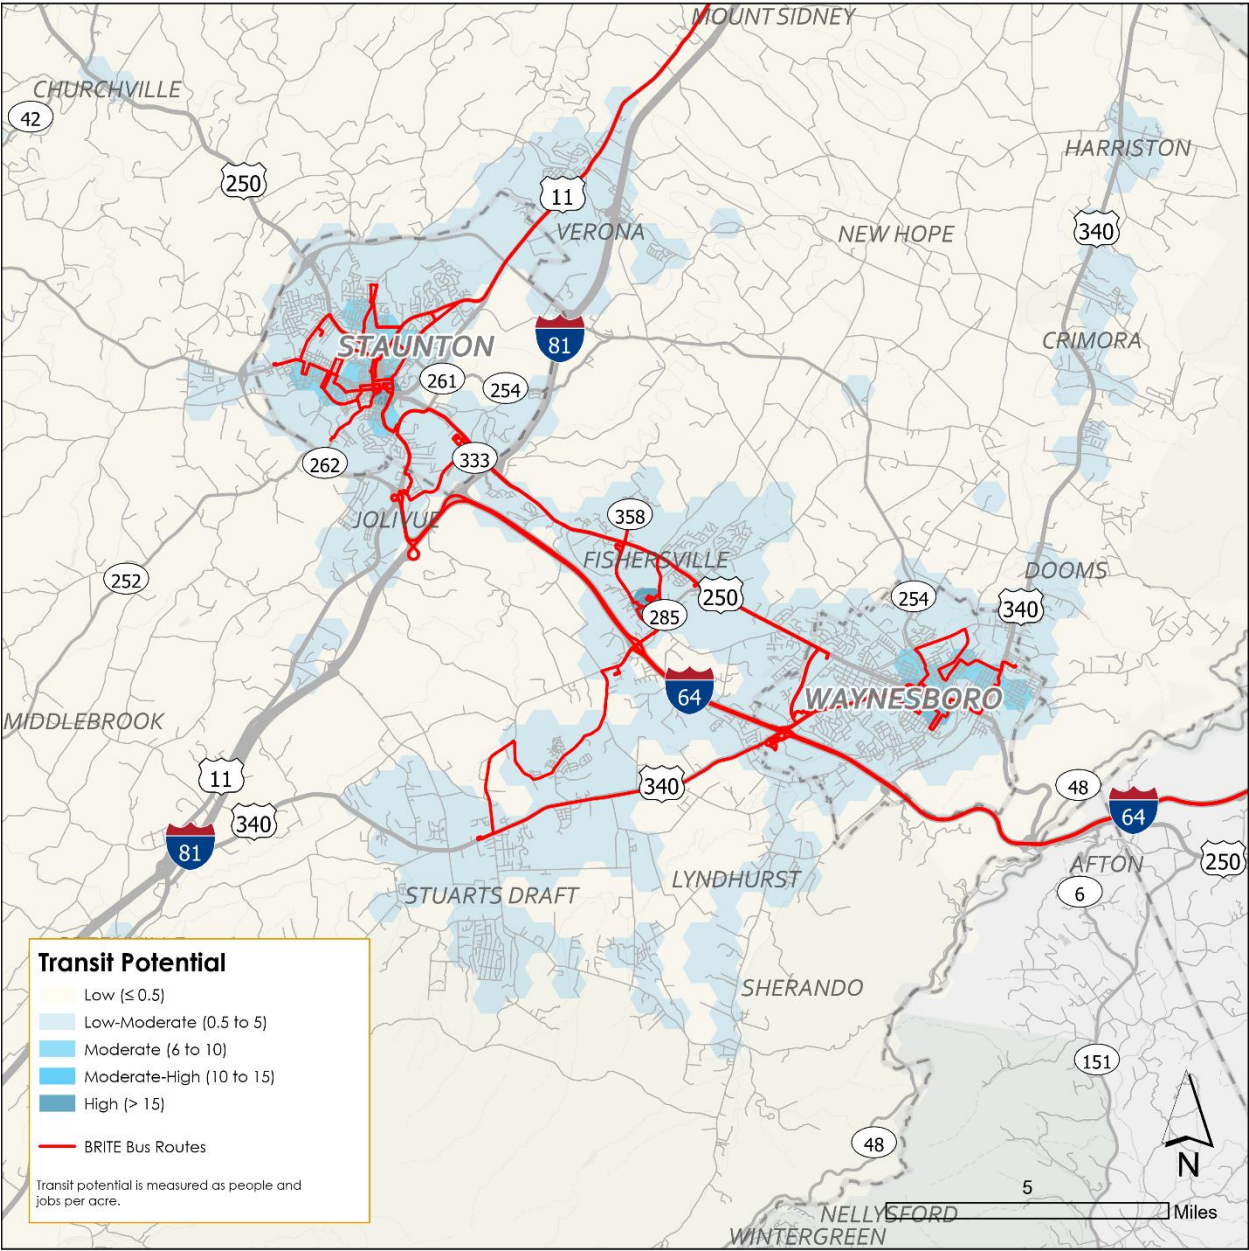 MOUNT SIDNEY
CHURCHVILLE
42
HARRISTON
250
11
340
VERONA
NEW HOPE
STAUNTON
81
CRIMORA
261
254
262
333
358
JOLIVUE
FISHERSVILLE
DOOMS
252
250
254
340
285
64
WAYNESBORO
MIDDLEBROOK
11
340
340
48
64
81
250
AFTON
6
STUARTS DRAFT
LYNDHURST
SHERANDO
151
48
NELLYSFORD
WINTERGREEN
Transit Potential
Low (≤ 0.5)
Low-Moderate (0.5 to 5)
Moderate (6 to 10)
Moderate-High (10 to 15)
High (> 15)
BRITE Bus Routes
Transit potential is measured as people and
jobs per acre.
N
5
Miles